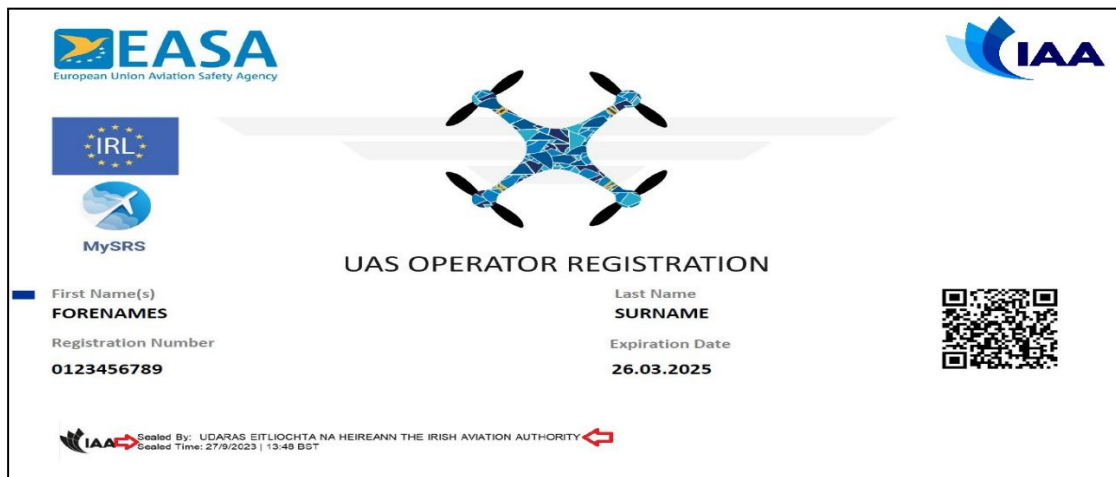 EASA
European Union Aviation Safety Agency
IAA
IRL
MySRS
UAS OPERATOR REGISTRATION
First Name(s)
FORENAMES
Last Name
SURNAME
Registration Number
0123456789
Expiration Date
26.03.2025
IAA
Sealed By: UDARAS EITLIOCHTA NA HEIREANN THE IRISH AVIATION AUTHORITY
Sealed Time: 27/9/2023 | 13:48 BST